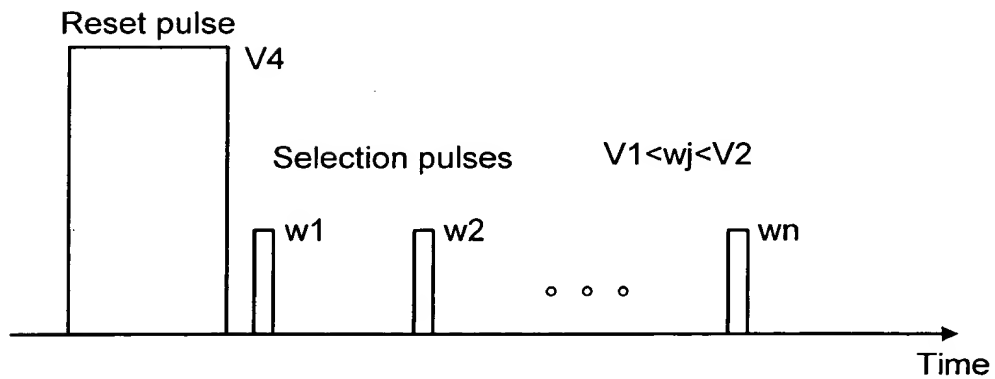 Reset pulse
V4
Selection pulses
V1<wj<V2
w1
w2
wn
Time